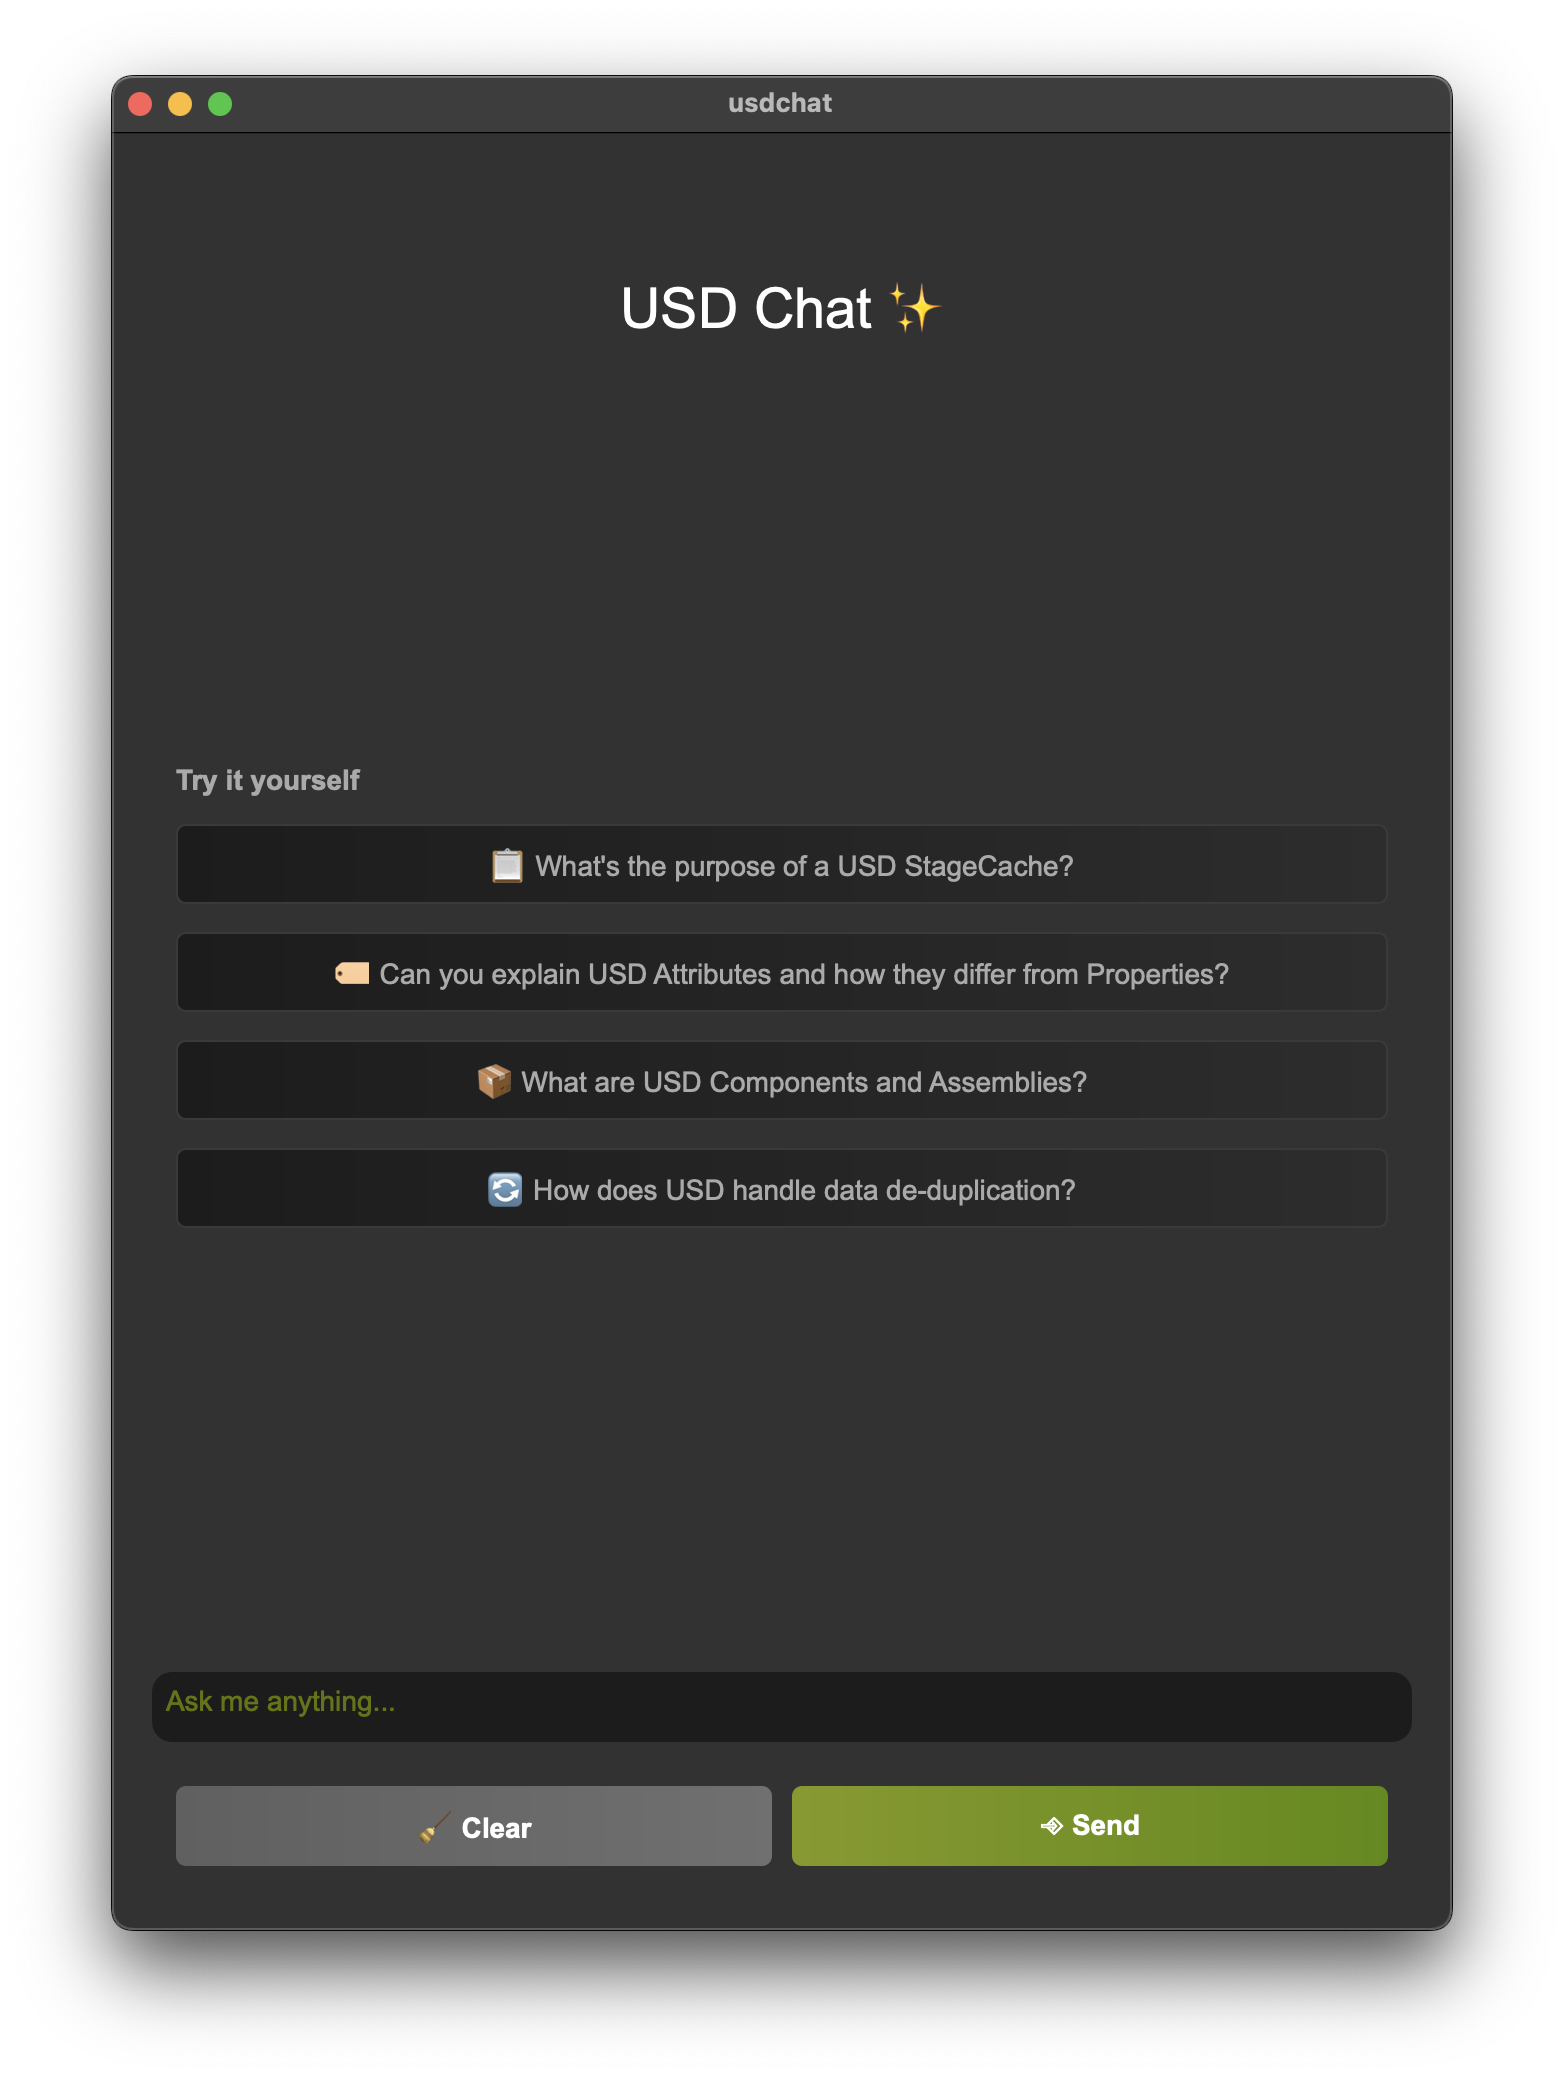 usdchat
USD Chat ✨
Try it yourself
📋 What's the purpose of a USD StageCache?
🏷️ Can you explain USD Attributes and how they differ from Properties?
📦 What are USD Components and Assemblies?
🔄 How does USD handle data de-duplication?
Ask me anything...
🧹 Clear
⎆ Send